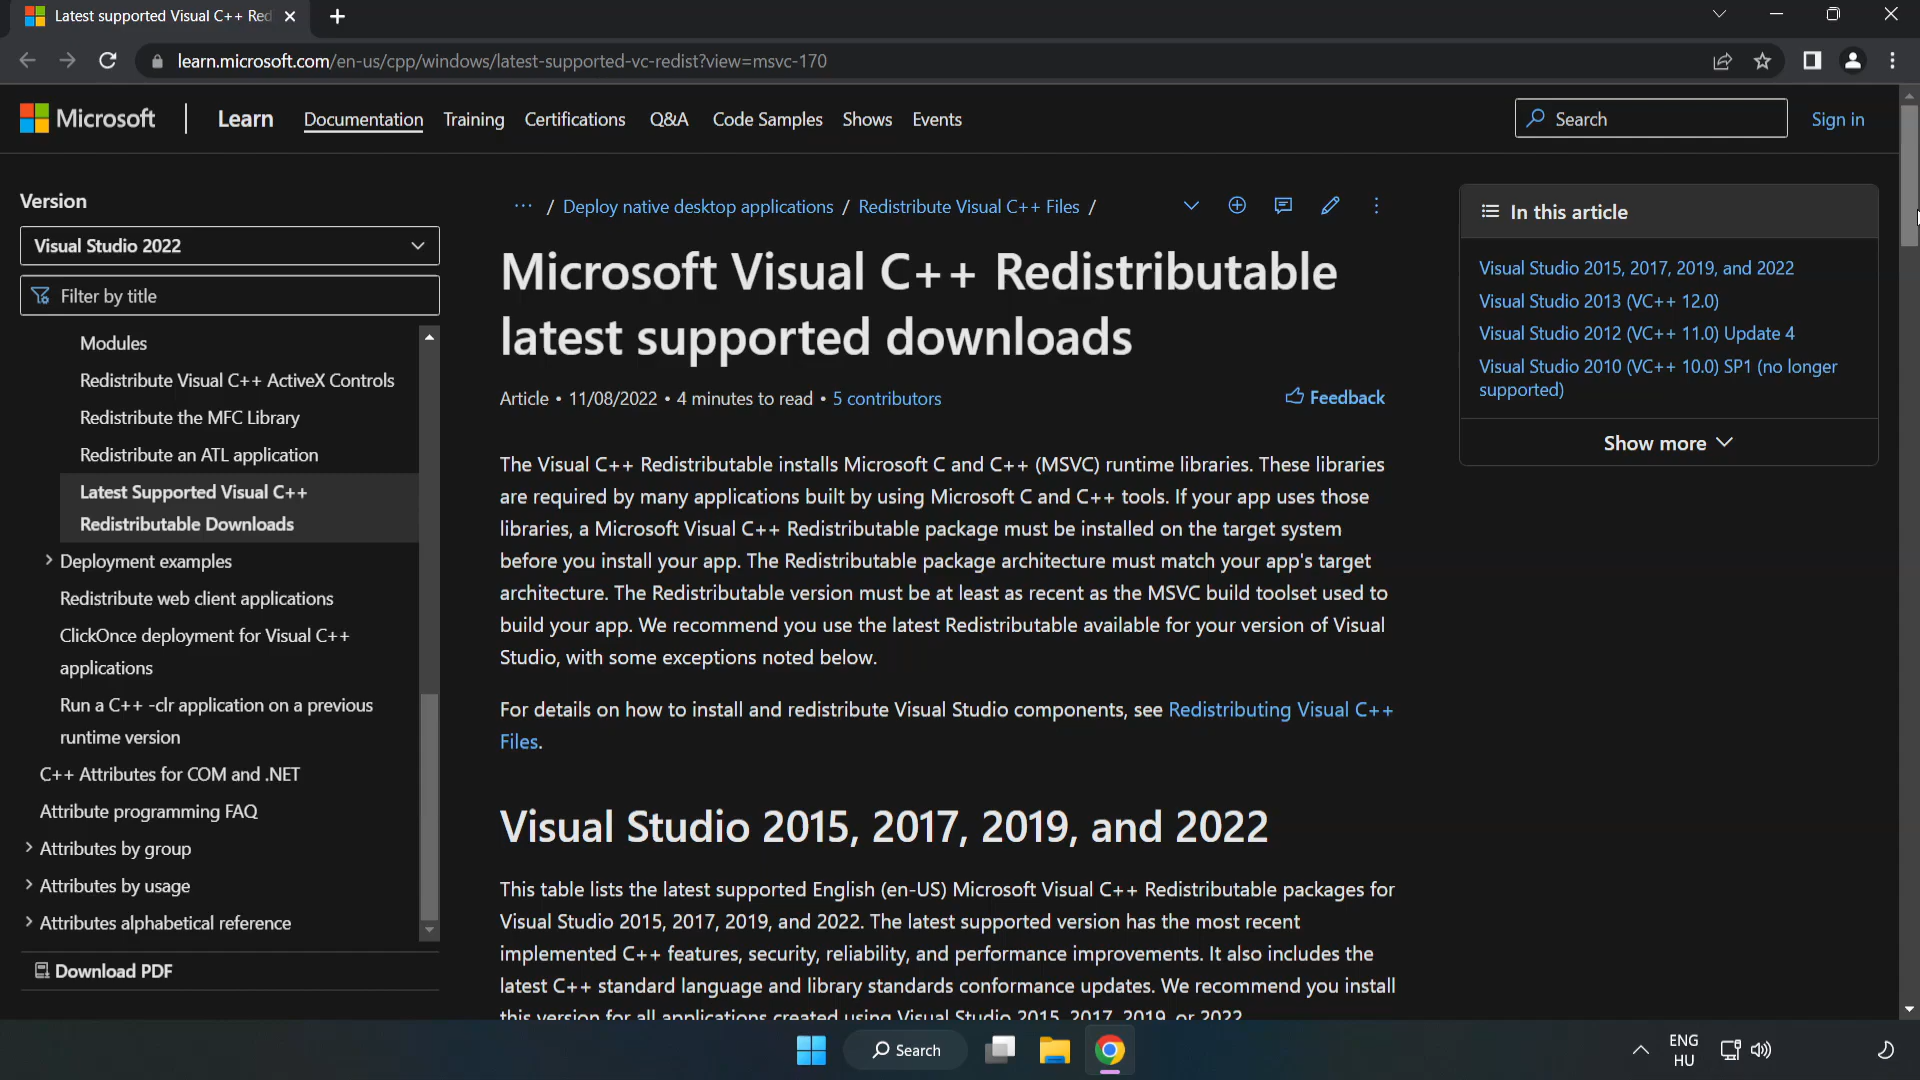 Latest supported Visual C++ Red
learn.microsoft.com/en-us/cpp/windows/latest-supported-vc-redist?view=msvc-170
Microsoft
Learn
Documentation
Training
Certifications
Q&A
Code Samples
Shows
Events
Search
Sign in
Version
Visual Studio 2022
Filter by title
Modules
Redistribute Visual C++ ActiveX Controls
Redistribute the MFC Library
Redistribute an ATL application
Latest Supported Visual C++
Redistributable Downloads
Deployment examples
Redistribute web client applications
ClickOnce deployment for Visual C++
applications
Run a C++ -clr application on a previous
runtime version
C++ Attributes for COM and .NET
Attribute programming FAQ
Attributes by group
Attributes by usage
Attributes alphabetical reference
Download PDF
... / Deploy native desktop applications / Redistribute Visual C++ Files /
Microsoft Visual C++ Redistributable
latest supported downloads
Article • 11/08/2022 • 4 minutes to read • 5 contributors
Feedback
The Visual C++ Redistributable installs Microsoft C and C++ (MSVC) runtime libraries. These libraries
are required by many applications built by using Microsoft C and C++ tools. If your app uses those
libraries, a Microsoft Visual C++ Redistributable package must be installed on the target system
before you install your app. The Redistributable package architecture must match your app's target
architecture. The Redistributable version must be at least as recent as the MSVC build toolset used to
build your app. We recommend you use the latest Redistributable available for your version of Visual
Studio, with some exceptions noted below.
For details on how to install and redistribute Visual Studio components, see Redistributing Visual C++
Files.
Visual Studio 2015, 2017, 2019, and 2022
This table lists the latest supported English (en-US) Microsoft Visual C++ Redistributable packages for
Visual Studio 2015, 2017, 2019, and 2022. The latest supported version has the most recent
implemented C++ features, security, reliability, and performance improvements. It also includes the
latest C++ standard language and library standards conformance updates. We recommend you install
this version for all applications created using Visual Studio 2015, 2017, 2019, or 2022.
In this article
Visual Studio 2015, 2017, 2019, and 2022
Visual Studio 2013 (VC++ 12.0)
Visual Studio 2012 (VC++ 11.0) Update 4
Visual Studio 2010 (VC++ 10.0) SP1 (no longer
supported)
Show more
Search
ENG
HU